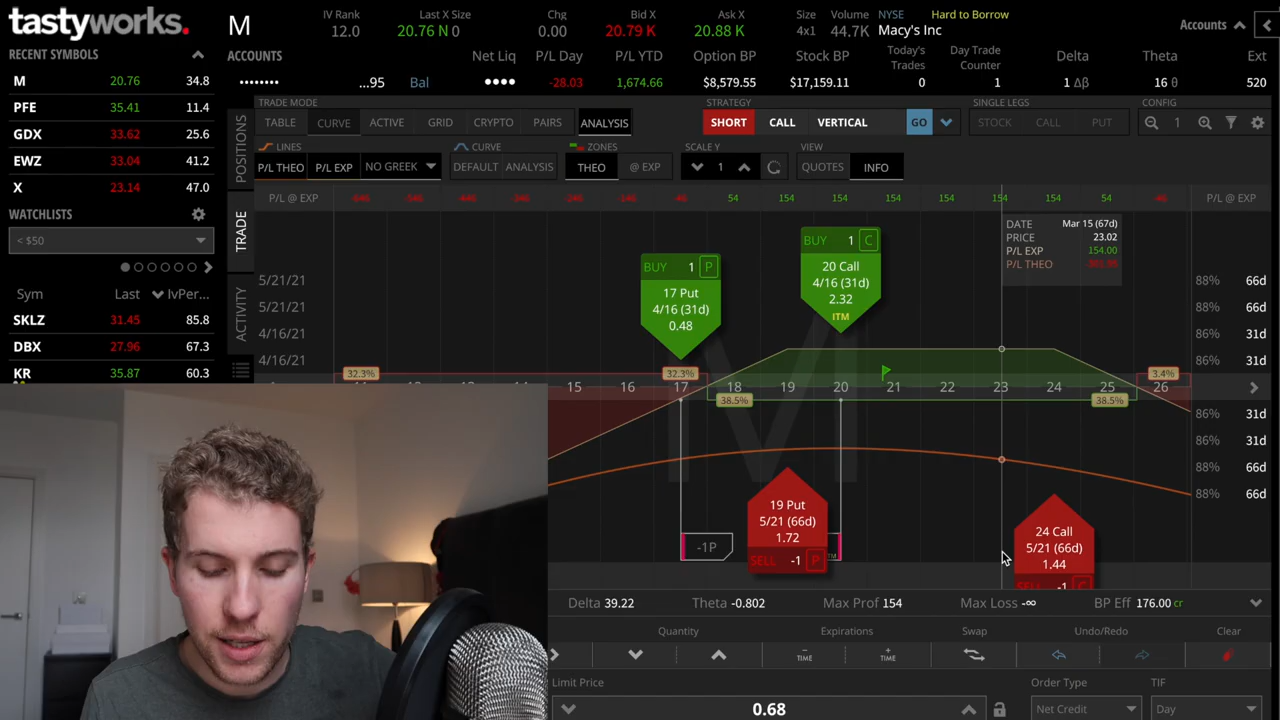 tastyworks.
M
IV Rank
12.0
Last X Size
20.76 N 0
Chg
0.00
Bid X
20.79 K
Ask X
20.88 K
Size
4x1
Volume
44.7K
NYSE
Hard to Borrow
Macy's Inc
Accounts
RECENT SYMBOLS
M 20.76 34.8
PFE 35.41 11.4
GDX 33.62 25.6
EWZ 33.04 41.2
X 23.14 47.0
WATCHLISTS
< $50
Sym Last IvPer...
SKLZ 31.45 85.8
DBX 27.96 67.3
KR 35.87 60.3
ACCOUNTS
...95 Bal
Net Liq
P/L Day
-28.03
P/L YTD
1,674.66
Option BP
$8,579.55
Stock BP
$17,159.11
Today's
Trades
0
Day Trade
Counter
1
Delta
1 Δβ
Theta
16 θ
Ext
520
POSITIONS
TRADE
ACTIVITY
TRADE MODE
TABLE CURVE ACTIVE GRID CRYPTO PAIRS ANALYSIS
STRATEGY
SHORT CALL VERTICAL GO
SINGLE LEGS
STOCK CALL PUT
CONFIG
1
LINES
P/L THEO P/L EXP NO GREEK
CURVE
DEFAULT ANALYSIS
ZONES
THEO @ EXP
SCALE Y
1
VIEW
QUOTES INFO
P/L @ EXP -46 54 154 154 154 154 154 54 -46 P/L @ EXP
DATE Mar 15 (67d)
PRICE 23.02
P/L EXP 154.00
P/L THEO
BUY 1 P
17 Put
4/16 (31d)
0.48
BUY 1 C
20 Call
4/16 (31d)
2.32
ITM
5/21/21 88% 66d
5/21/21 88% 66d
4/16/21 86% 31d
4/16/21 86% 31d
32.3% 32.3% 3.4%
15 16 17 18 19 20 21 22 23 24 25 26
38.5% 38.5%
86% 31d
86% 31d
88% 66d
88% 66d
-1P
19 Put
5/21 (66d)
1.72
SELL -1 P
24 Call
5/21 (66d)
1.44
SELL -1 C
Delta 39.22 Theta -0.802 Max Prof 154 Max Loss -∞ BP Eff 176.00 cr
Quantity Expirations Swap Undo/Redo Clear
TIME TIME
Limit Price
0.68
Order Type
Net Credit
TIF
Day